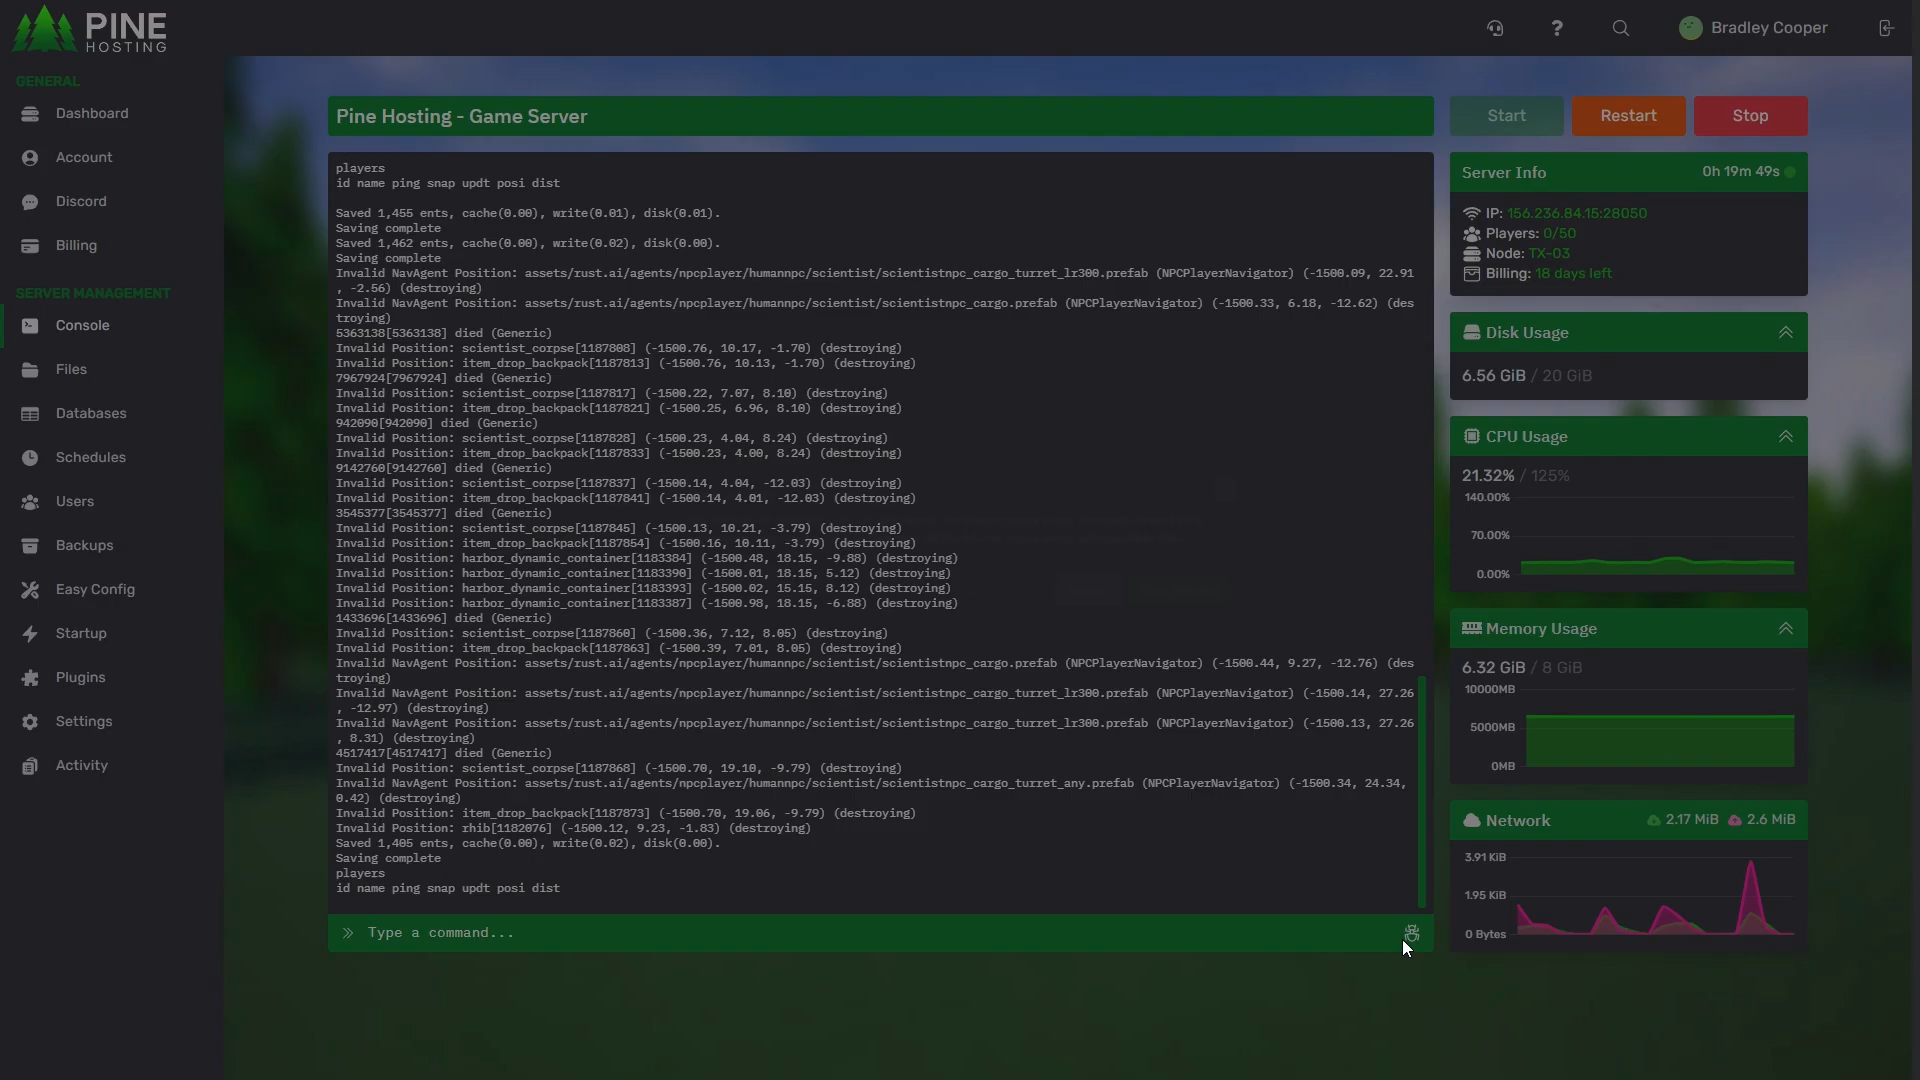 PINE
HOSTING
Bradley Cooper
GENERAL
Dashboard
Account
Discord
Billing
SERVER MANAGEMENT
Console
Files
Databases
Schedules
Users
Backups
Easy Config
Startup
Plugins
Settings
Activity
Pine Hosting - Game Server
Start
Restart
Stop
players
id name ping snap updt posi dist
Saved 1,455 ents, cache(0.00), write(0.01), disk(0.01).
Saving complete
Saved 1,462 ents, cache(0.00), write(0.02), disk(0.00).
Saving complete
Invalid NavAgent Position: assets/rust.ai/agents/npcplayer/humannpc/scientist/scientistnpc_cargo_turret_lr300.prefab (NPCPlayerNavigator) (-1500.09, 22.91
, -2.56) (destroying)
Invalid NavAgent Position: assets/rust.ai/agents/npcplayer/humannpc/scientist/scientistnpc_cargo.prefab (NPCPlayerNavigator) (-1500.33, 6.18, -12.62) (des
troying)
5363138[5363138] died (Generic)
Invalid Position: scientist_corpse[1187808] (-1500.76, 10.17, -1.70) (destroying)
Invalid Position: item_drop_backpack[1187813] (-1500.76, 10.13, -1.70) (destroying)
7967924[7967924] died (Generic)
Invalid Position: scientist_corpse[1187817] (-1500.22, 7.07, 8.10) (destroying)
Invalid Position: item_drop_backpack[1187821] (-1500.25, 6.96, 8.10) (destroying)
942090[942090] died (Generic)
Invalid Position: scientist_corpse[1187828] (-1500.23, 4.04, 8.24) (destroying)
Invalid Position: item_drop_backpack[1187833] (-1500.23, 4.00, 8.24) (destroying)
9142760[9142760] died (Generic)
Invalid Position: scientist_corpse[1187837] (-1500.14, 4.04, -12.03) (destroying)
Invalid Position: item_drop_backpack[1187841] (-1500.14, 4.01, -12.03) (destroying)
3545377[3545377] died (Generic)
Invalid Position: scientist_corpse[1187845] (-1500.13, 10.21, -3.79) (destroying)
Invalid Position: item_drop_backpack[1187854] (-1500.16, 10.11, -3.79) (destroying)
Invalid Position: harbor_dynamic_container[1183384] (-1500.48, 18.15, -9.88) (destroying)
Invalid Position: harbor_dynamic_container[1183390] (-1500.01, 18.15, 5.12) (destroying)
Invalid Position: harbor_dynamic_container[1183393] (-1500.02, 15.15, 8.12) (destroying)
Invalid Position: harbor_dynamic_container[1183387] (-1500.98, 18.15, -6.88) (destroying)
1433696[1433696] died (Generic)
Invalid Position: scientist_corpse[1187860] (-1500.36, 7.12, 8.05) (destroying)
Invalid Position: item_drop_backpack[1187863] (-1500.39, 7.01, 8.05) (destroying)
Invalid NavAgent Position: assets/rust.ai/agents/npcplayer/humannpc/scientist/scientistnpc_cargo.prefab (NPCPlayerNavigator) (-1500.44, 9.27, -12.76) (des
troying)
Invalid NavAgent Position: assets/rust.ai/agents/npcplayer/humannpc/scientist/scientistnpc_cargo_turret_lr300.prefab (NPCPlayerNavigator) (-1500.14, 27.26
, -12.97) (destroying)
Invalid NavAgent Position: assets/rust.ai/agents/npcplayer/humannpc/scientist/scientistnpc_cargo_turret_lr300.prefab (NPCPlayerNavigator) (-1500.13, 27.26
, 8.31) (destroying)
4517417[4517417] died (Generic)
Invalid Position: scientist_corpse[1187868] (-1500.70, 19.10, -9.79) (destroying)
Invalid NavAgent Position: assets/rust.ai/agents/npcplayer/humannpc/scientist/scientistnpc_cargo_turret_any.prefab (NPCPlayerNavigator) (-1500.34, 24.34,
0.42) (destroying)
Invalid Position: item_drop_backpack[1187873] (-1500.70, 19.06, -9.79) (destroying)
Invalid Position: rhib[1182076] (-1500.12, 9.23, -1.83) (destroying)
Saved 1,405 ents, cache(0.00), write(0.02), disk(0.00).
Saving complete
players
id name ping snap updt posi dist
Type a command...
Server Info
0h 19m 49s
IP: 156.236.84.15:28050
Players: 0/50
Node: TX-03
Billing: 18 days left
Disk Usage
6.56 GiB / 20 GiB
CPU Usage
21.32% / 125%
140.00%
70.00%
0.00%
Memory Usage
6.32 GiB / 8 GiB
10000MB
5000MB
0MB
Network
2.17 MiB
2.6 MiB
3.91 KiB
1.95 KiB
0 Bytes